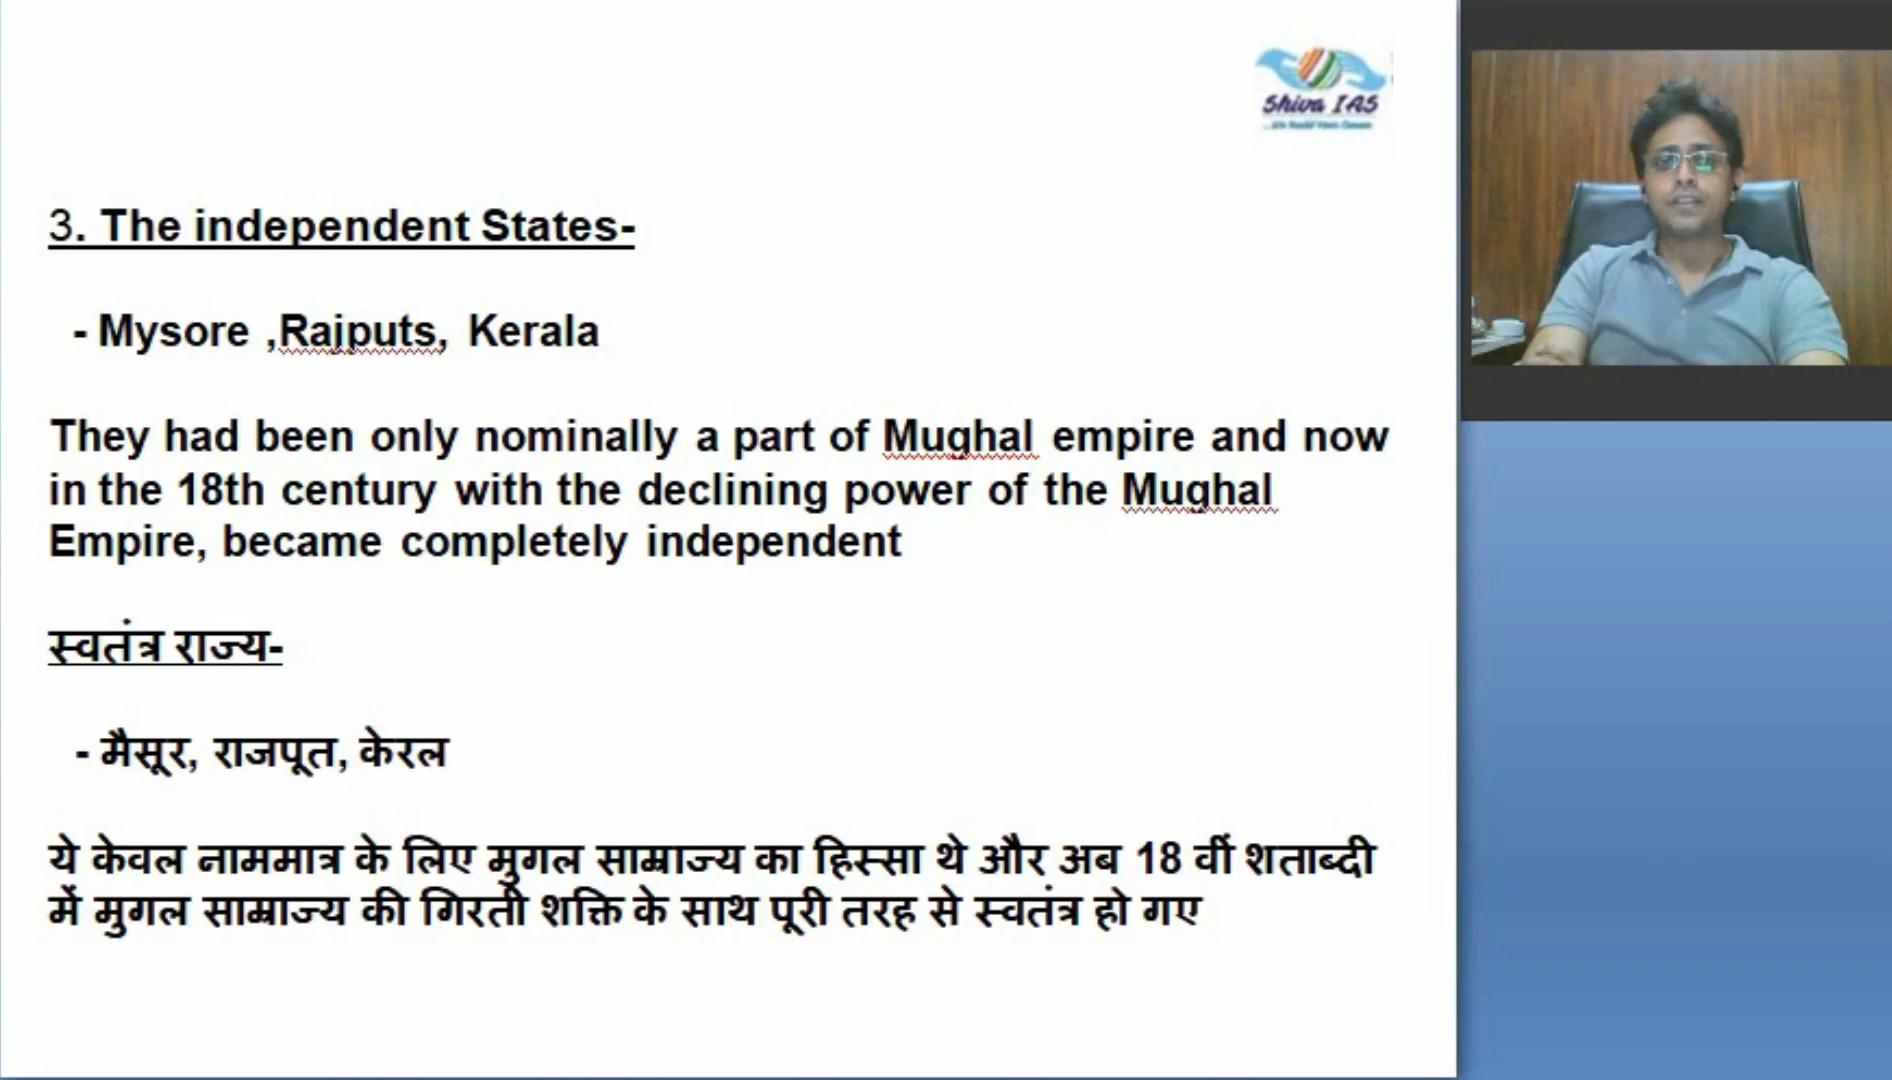 Shiva IAS
3. The independent States-
- Mysore ,Rajputs, Kerala
They had been only nominally a part of Mughal empire and now
in the 18th century with the declining power of the Mughal
Empire, became completely independent
स्वतंत्र राज्य-
- मैसूर, राजपूत, केरल
ये केवल नाममात्र के लिए मुगल साम्राज्य का हिस्सा थे और अब 18 वीं शताब्दी
में मुगल साम्राज्य की गिरती शक्ति के साथ पूरी तरह से स्वतंत्र हो गए